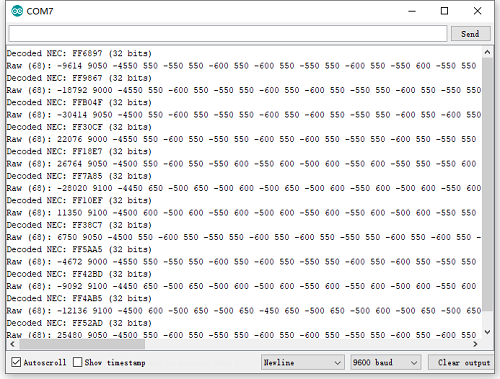 COM7
Send
Decoded NEC: FF6897 (32 bits)
Raw (68): -9614 9050 -4550 550 -550 550 -600 550 -600 550 -550 550 -600 550 -550 550 -550 600 -550 550
Decoded NEC: FF9867 (32 bits)
Raw (68): -18792 9000 -4550 550 -600 550 -550 550 -600 550 -550 550 -600 550 -550 550 -600 550 -550
Decoded NEC: FFB04F (32 bits)
Raw (68): -30414 9050 -4500 550 -600 550 -550 550 -600 550 -550 550 -600 550 -550 550 -550 550 -600
Decoded NEC: FF30CF (32 bits)
Raw (68): 22076 9000 -4550 550 -600 550 -550 550 -600 550 -550 550 -600 550 -550 550 -600 550 -550
Decoded NEC: FF18E7 (32 bits)
Raw (68): 26764 9050 -4500 600 -550 550 -550 600 -500 600 -500 600 -550 550 -550 550 -550 600
Decoded NEC: FF7A85 (32 bits)
Raw (68): -28020 9100 -4450 650 -500 650 -500 600 -500 650 -450 650 -500 600 -500 600 -500 600 -500
Decoded NEC: FF10EF (32 bits)
Raw (68): 11350 9100 -4500 600 -500 600 -550 600 -500 600 -550 550 -550 600 -500 600 -550 550
Decoded NEC: FF38C7 (32 bits)
Raw (68): 6750 9050 -4500 550 -600 550 -550 550 -600 550 -550 550 -600 550 -550 550 -550 550 -600 550 -
Decoded NEC: FF5AA5 (32 bits)
Raw (68): -4672 9000 -4550 550 -550 550 -600 550 -550 550 -600 550 -550 550 -600 550 -550 550
Decoded NEC: FF42BD (32 bits)
Raw (68): -9092 9100 -4450 650 -500 600 -500 650 -500 600 -500 650 -500 600 -500 600 -500 600
Decoded NEC: FF4AB5 (32 bits)
Raw (68): -12136 9100 -4500 600 -500 600 -500 650 -500 600 -500 600 -500 650 -500 600 -500 650
Decoded NEC: FF52AD (32 bits)
Raw (68): 25480 9050 -4500 550 -550 550 -600 550 -550 550 -600 550 -550 550 -600 550 -550 550
Autoscroll Show timestamp Newline 9600 baud Clear output